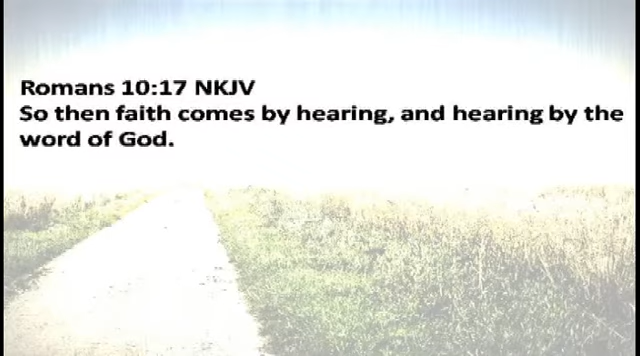 Romans 10:17 NKJV
So then faith comes by hearing, and hearing by the
word of God.